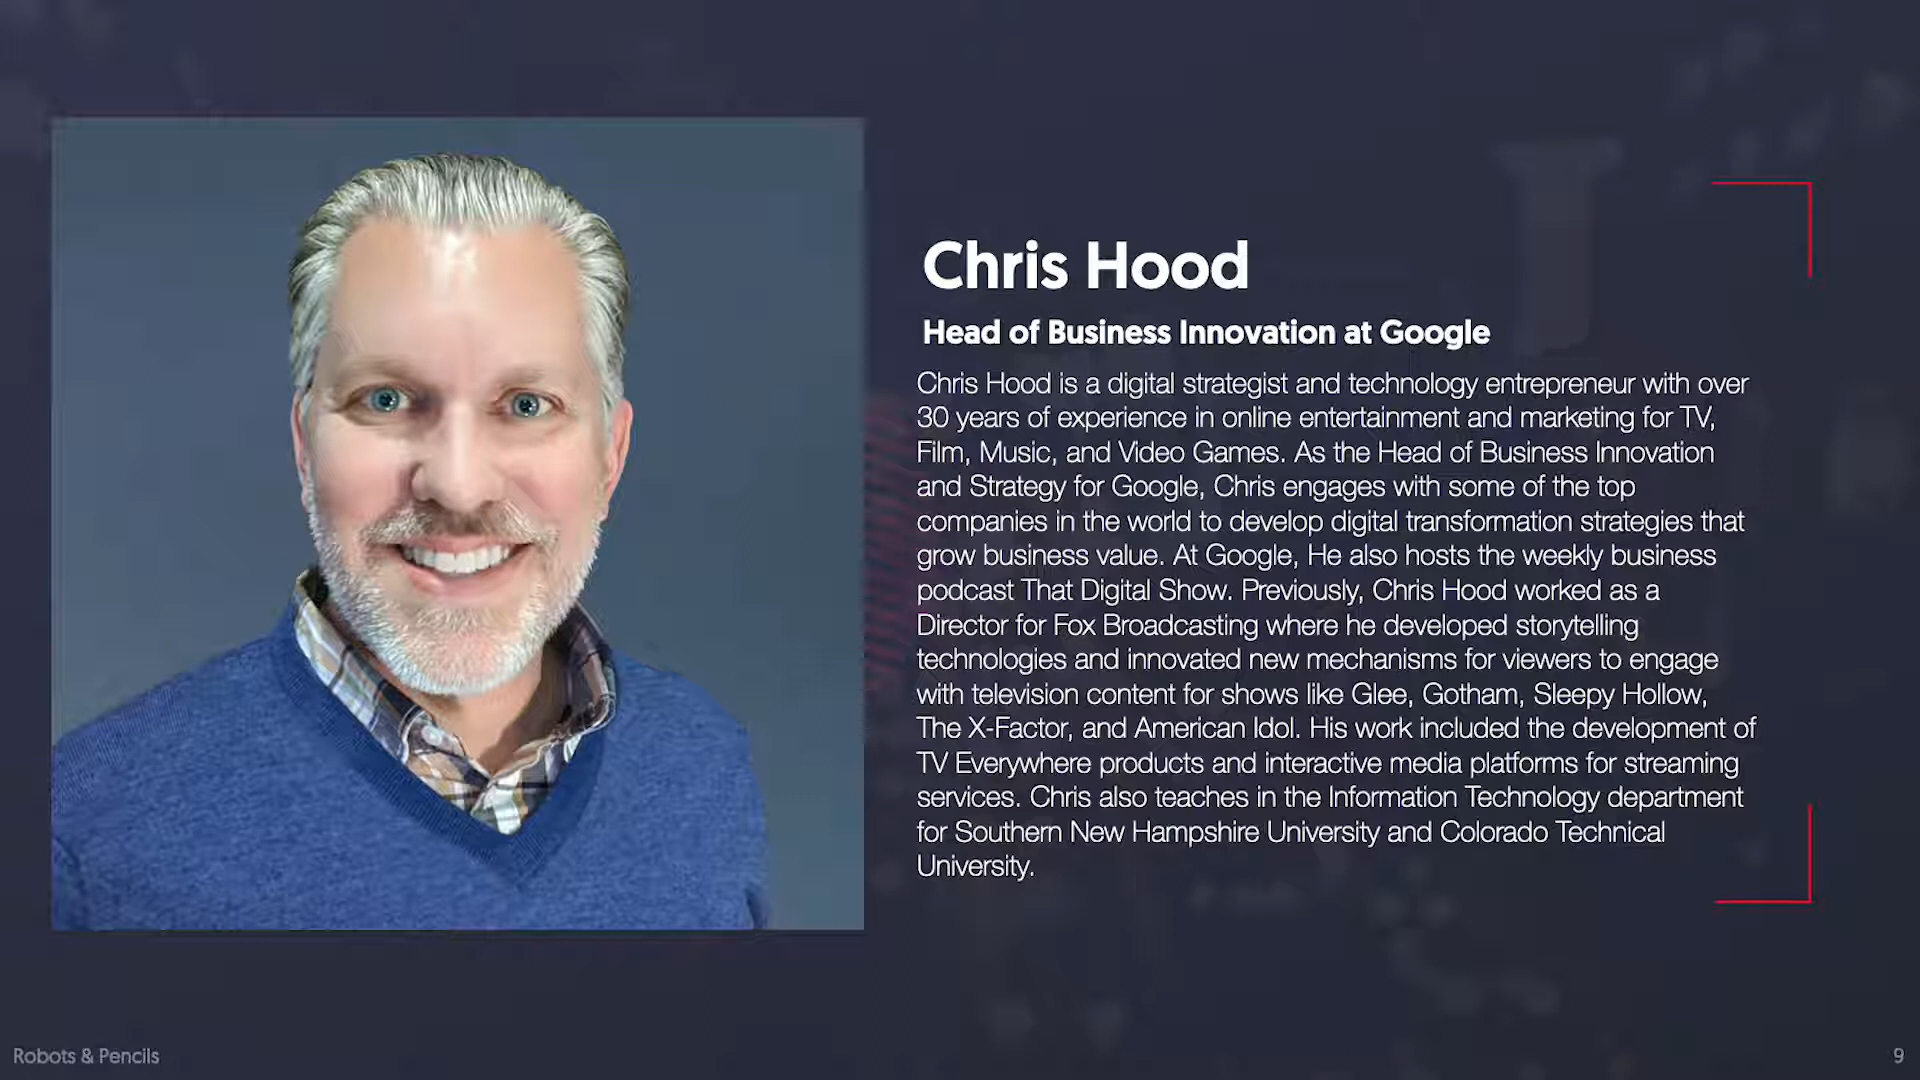 Chris Hood
Head of Business Innovation at Google
Chris Hood is a digital strategist and technology entrepreneur with over
30 years of experience in online entertainment and marketing for TV,
Film, Music, and Video Games. As the Head of Business Innovation
and Strategy for Google, Chris engages with some of the top
companies in the world to develop digital transformation strategies that
grow business value. At Google, He also hosts the weekly business
podcast That Digital Show. Previously, Chris Hood worked as a
Director for Fox Broadcasting where he developed storytelling
technologies and innovated new mechanisms for viewers to engage
with television content for shows like Glee, Gotham, Sleepy Hollow,
The X-Factor, and American Idol. His work included the development of
TV Everywhere products and interactive media platforms for streaming
services. Chris also teaches in the Information Technology department
for Southern New Hampshire University and Colorado Technical
University.
Robots & Pencils
9